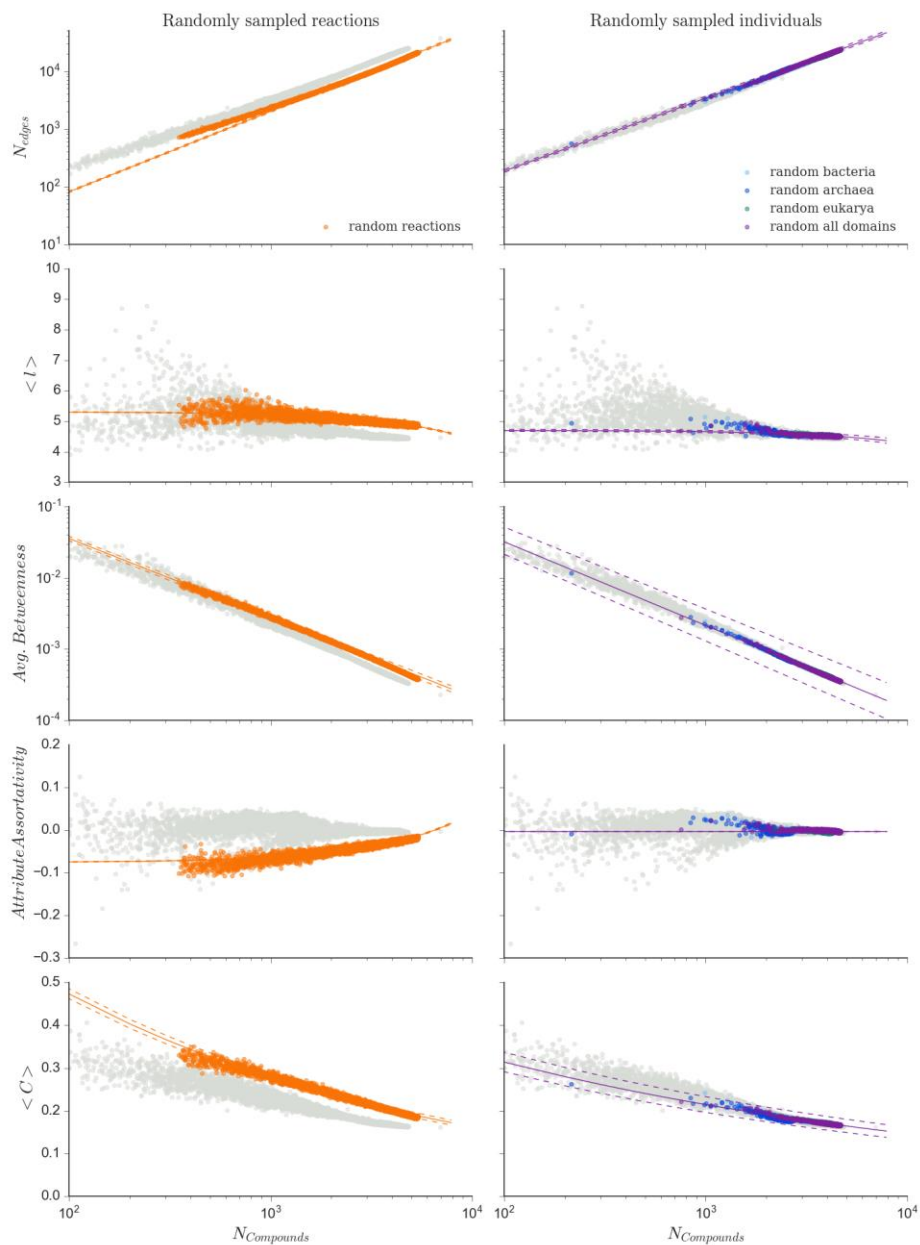 Randomly sampled reactions
Randomly sampled individuals
10^4
10^3
10^2
10^1
N_edges
random reactions
random bacteria
random archaea
random eukarya
random all domains
10
9
8
7
6
5
4
3
< l >
10^-1
10^-2
10^-3
10^-4
Avg.Betweenness
0.2
0.1
0.0
−0.1
−0.2
−0.3
AttributeAssortativity
0.5
0.4
0.3
0.2
0.1
0.0
< C >
10^2
10^3
10^4
10^2
10^3
10^4
N_Compounds
N_Compounds